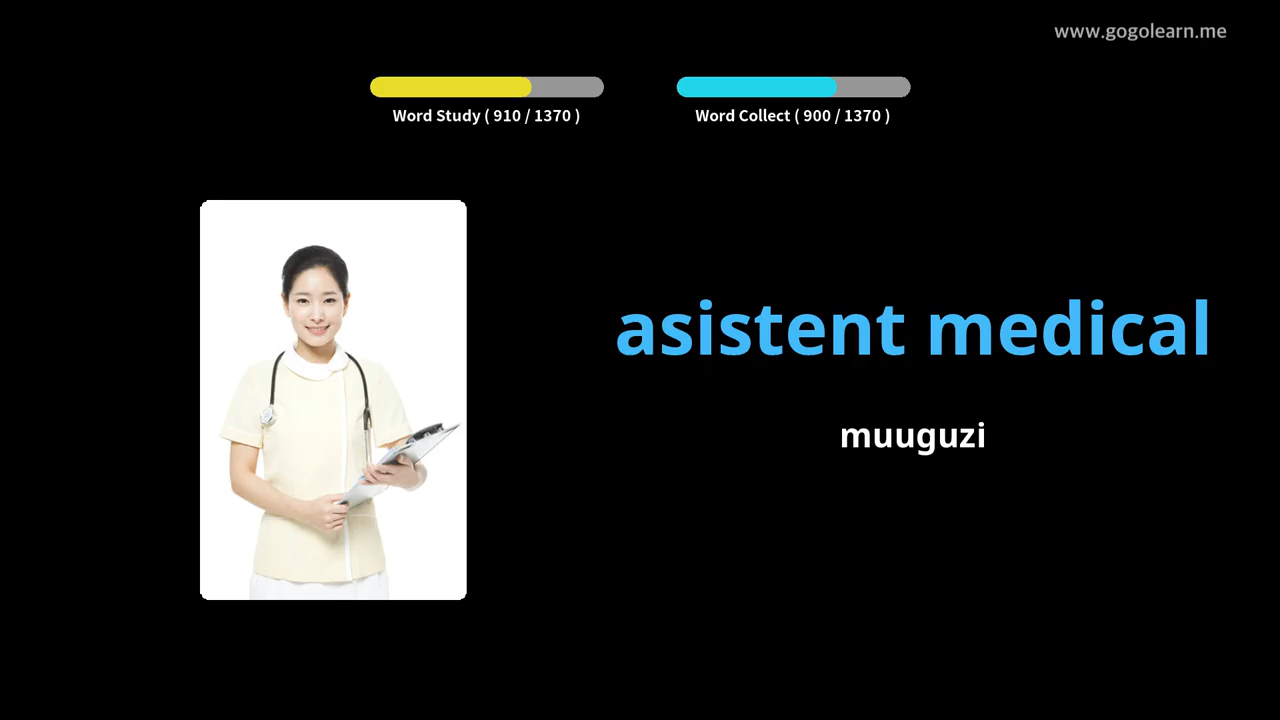 www.gogolearn.me
Word Study ( 910 / 1370 )
Word Collect ( 900 / 1370 )
asistent medical
muuguzi